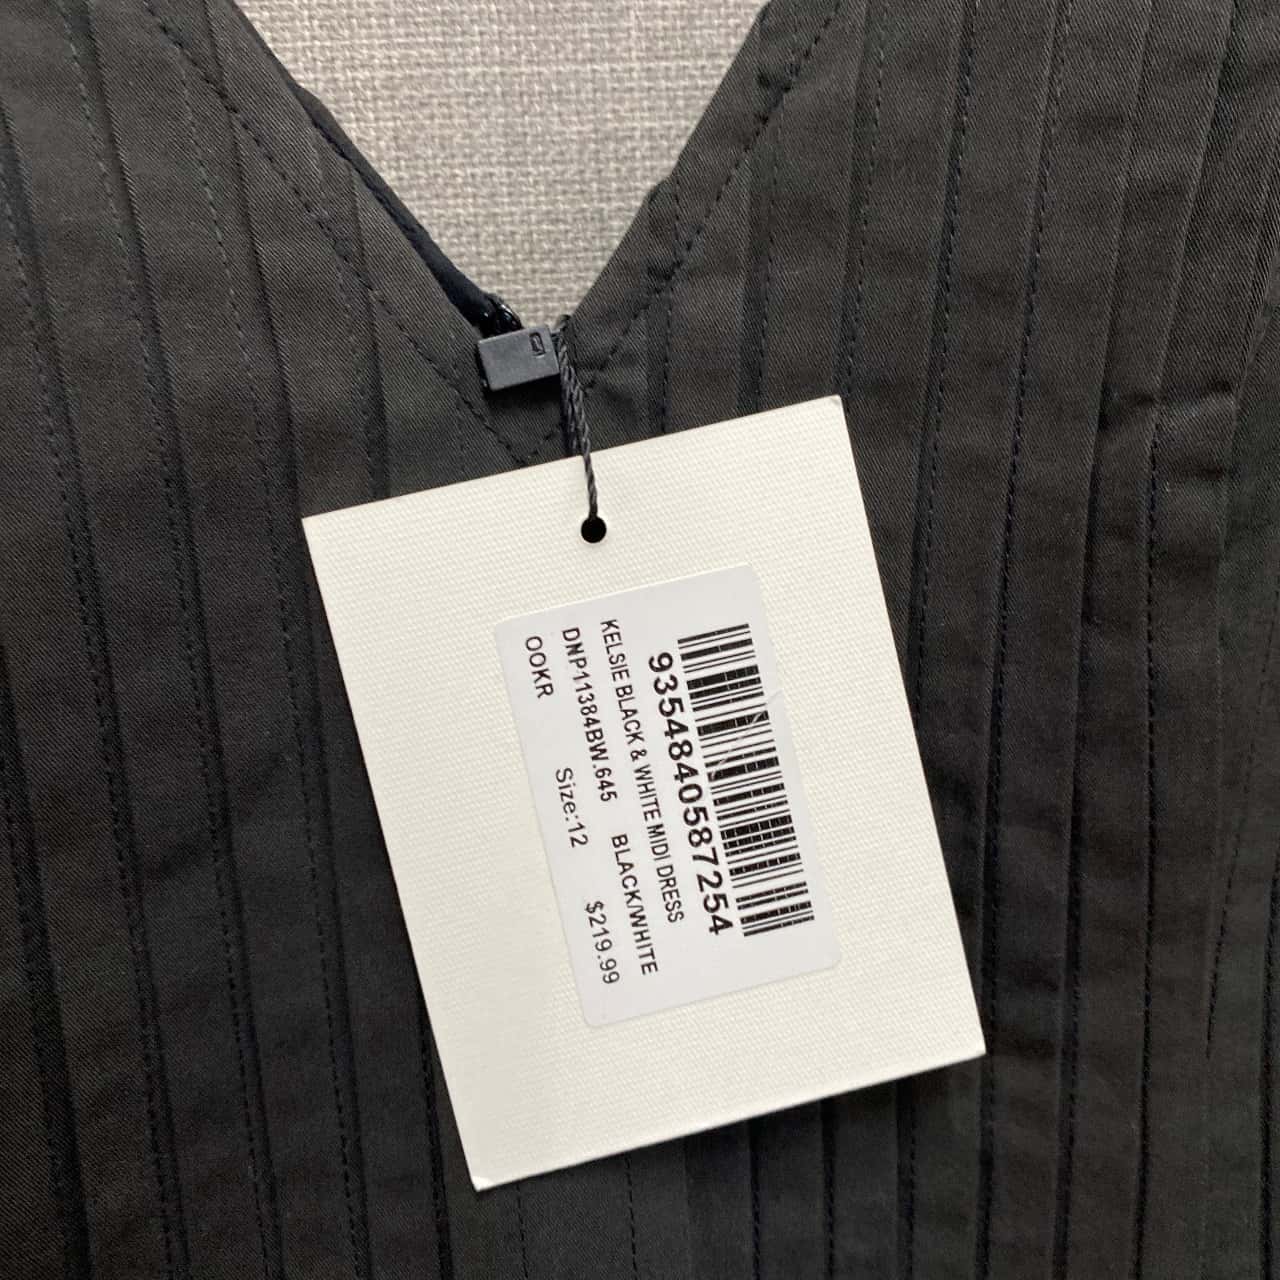 9354840587254
KELSIE BLACK & WHITE MIDI DRESS
DNP11384BW.645 BLACK/WHITE
OOKR Size:12 $219.99